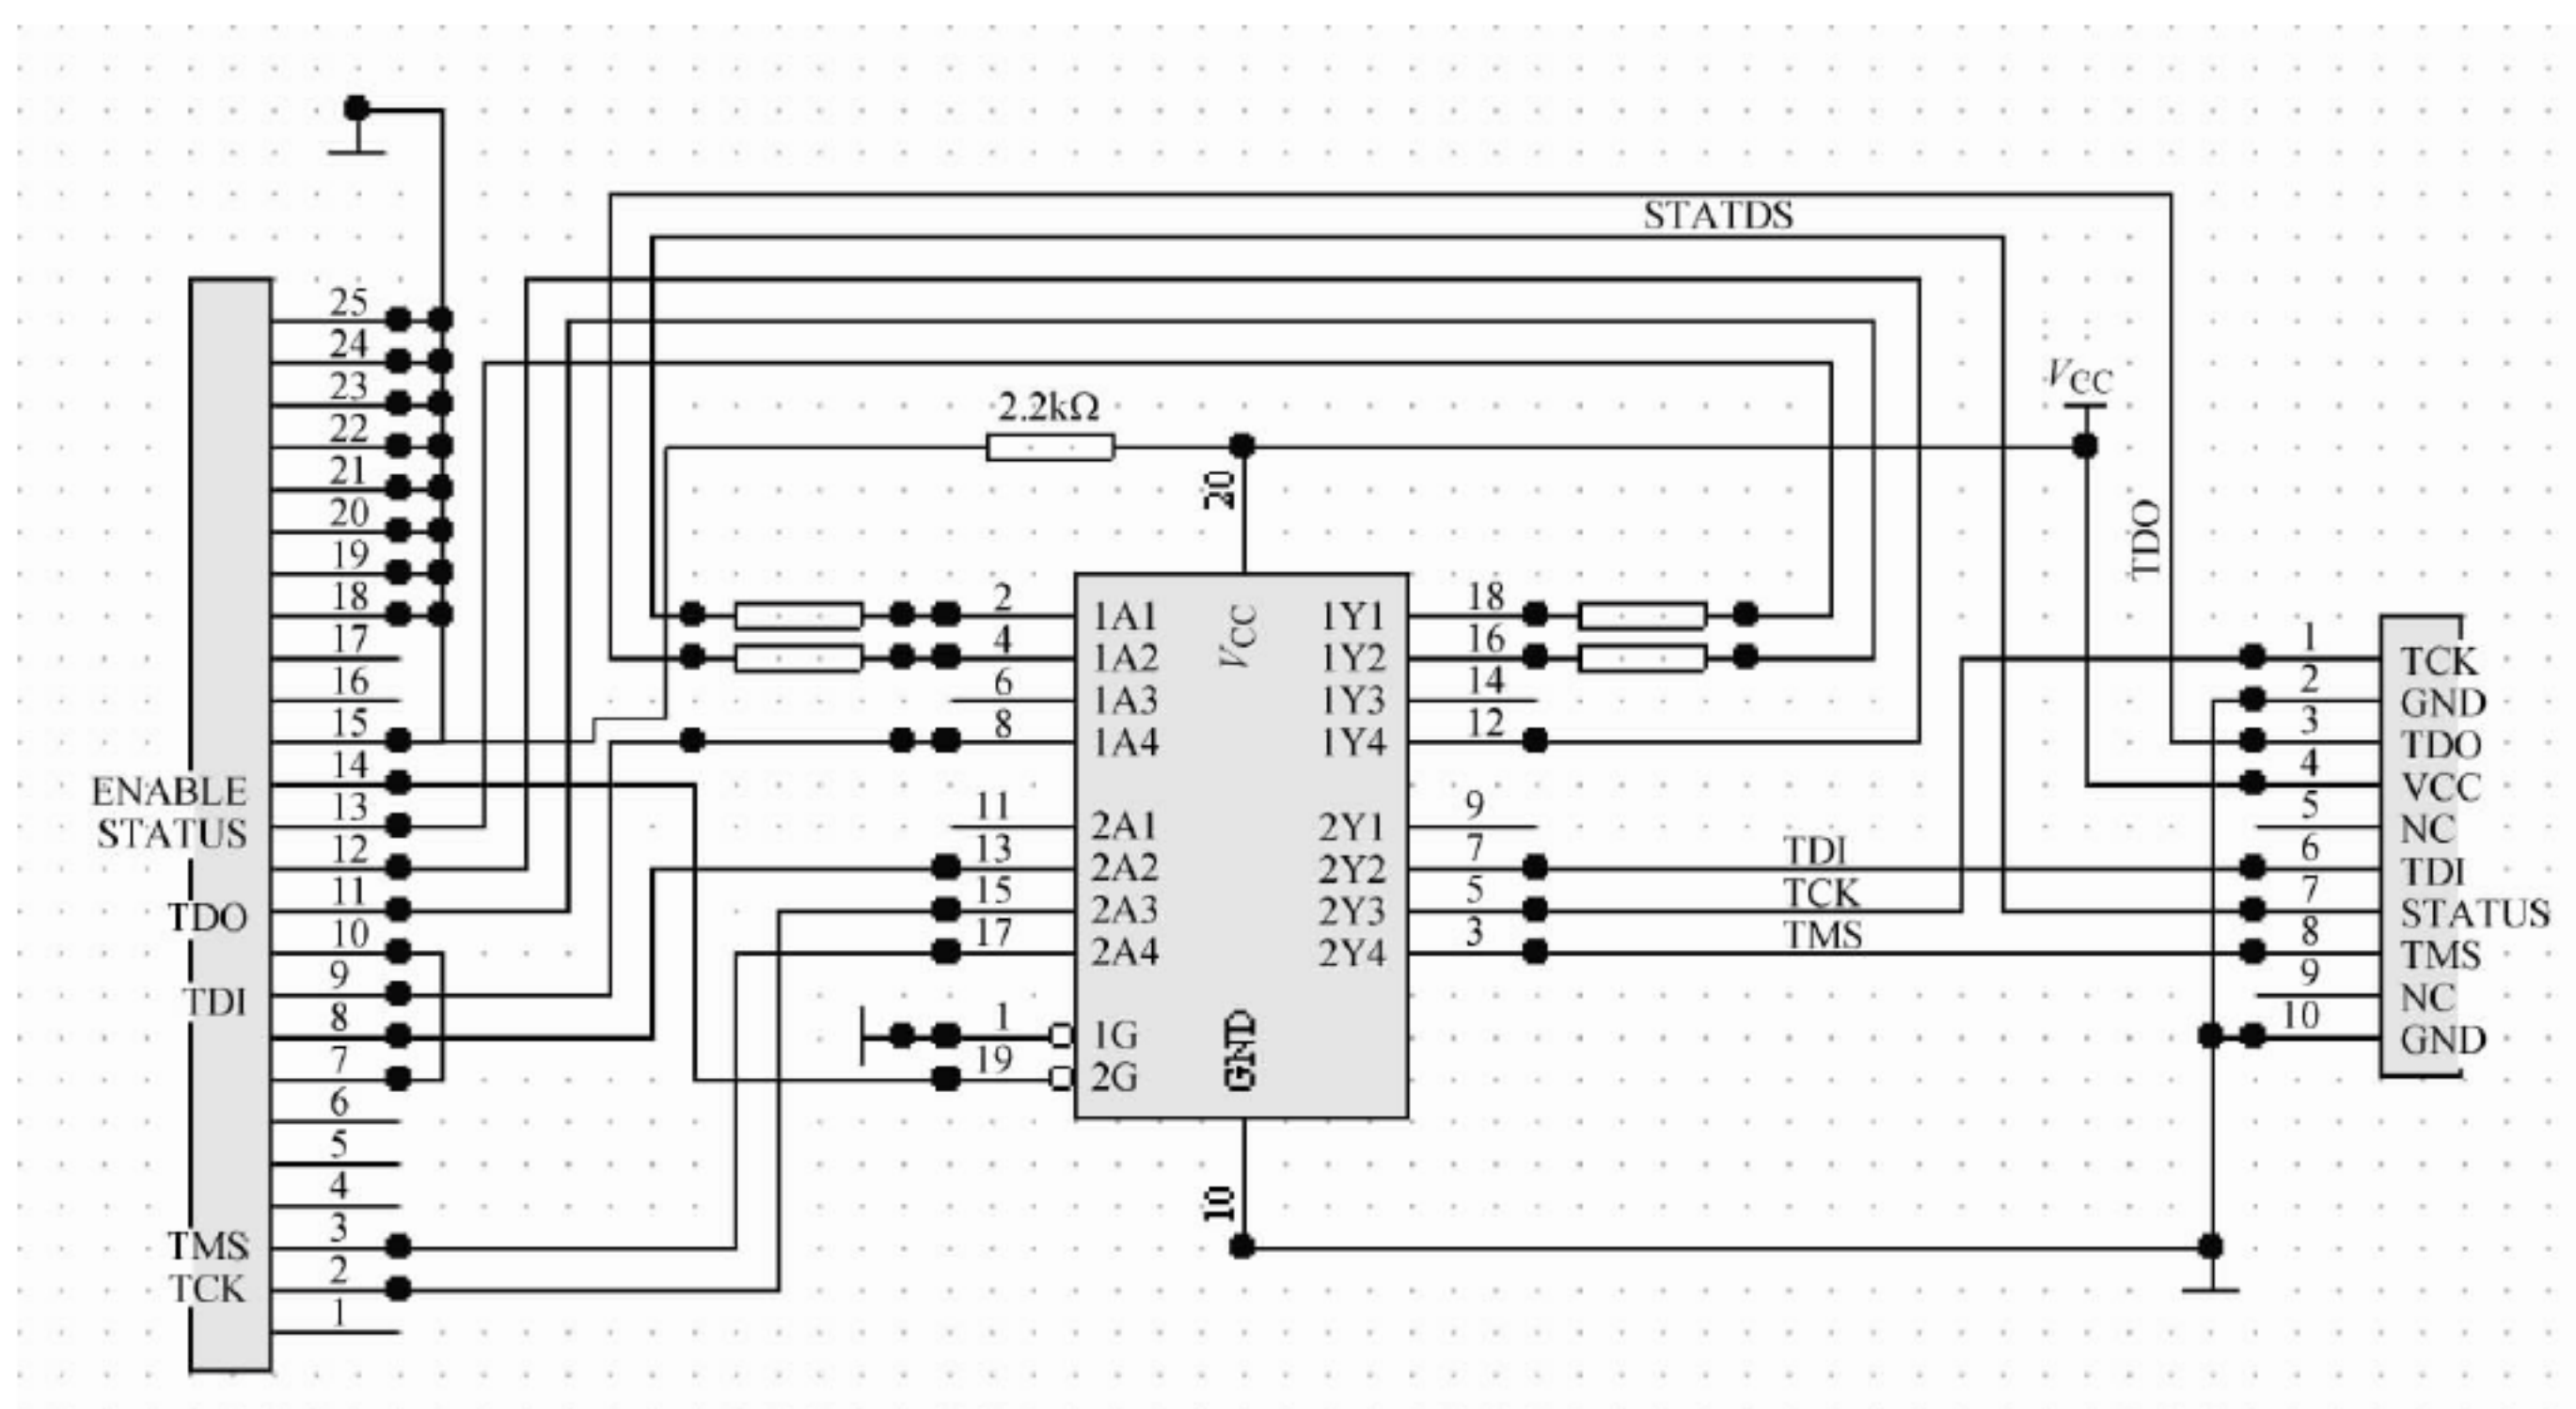 STATDS
25
24
23
22
21
20
19
18
17
16
15
14
13
12
11
10
9
8
7
6
5
4
3
2
1
ENABLE
STATUS
TDO
TDI
TMS
TCK
2.2kΩ
20
VCC
TDO
2 1A1 VCC 1Y1 18
4 1A2 1Y2 16
6 1A3 1Y3 14
8 1A4 1Y4 12
11 2A1 2Y1 9
13 2A2 2Y2 7 TDI
15 2A3 2Y3 5 TCK
17 2A4 2Y4 3 TMS
1 1G GND
19 2G
10
1 TCK
2 GND
3 TDO
4 VCC
5 NC
6 TDI
7 STATUS
8 TMS
9 NC
10 GND